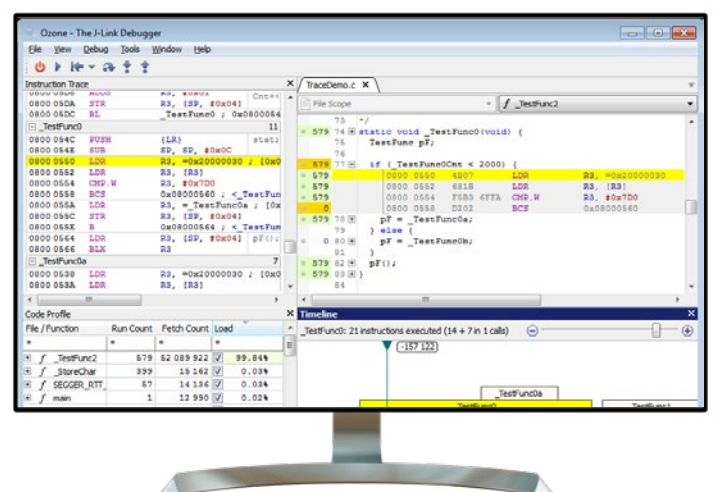 Ozone - The J-Link Debugger
File View Debug Tools Window Help
Instruction Trace
0800 05DA STR R3, [SP, #0x04]
0800 05DC BL _TestFunc0 ; 0x0800054
_TestFunc0 11
0800 054C PUSH {LR} stati
0800 054E SUB SP, SP, #0x0C
0800 0550 LDR R3, =0x20000030 ; [0x0
0800 0552 LDR R3, [R3]
0800 0554 CMP.W R3, #0x7D0
0800 0558 BCS 0x08000560 ; <_TestFun
0800 055A LDR R3, =_TestFunc0a ; [0x
0800 055C STR R3, [SP, #0x04]
0800 055E B 0x08000564 ; <_TestFun
0800 0564 LDR R3, [SP, #0x04] pF();
0800 0566 BLX R3
_TestFunc0a 7
0800 0538 LDR R3, =0x20000030 ; [0x0
0800 053A LDR R3, [R3]
TraceDemo.c X
File Scope f _TestFunc2
73 */
579 74 static void _TestFunc0(void) {
75 TestFunc pF;
76
579 77 if (_TestFunc0Cnt < 2000) {
579 0800 0550 4B07 LDR R3, =0x20000030
579 0800 0552 681B LDR R3, [R3]
579 0800 0554 F5B3 6FFA CMP.W R3, #0x7D0
0 0800 0558 D202 BCS 0x08000560
579 78 pF = _TestFunc0a;
79 } else {
0 80 pF = _TestFunc0b;
81 }
579 82 pF();
579 83 }
84
Code Profile
File / Function Run Count Fetch Count Load
* * * *
f _TestFunc2 579 52 089 922 99.84%
f _StoreChar 399 15 162 0.03%
f SEGGER_RTT_ 57 14 136 0.03%
f main 1 12 990 0.02%
Timeline
_TestFunc0: 21 instructions executed (14 + 7 in 1 calls)
-157 122
_TestFunc0a
_TestFunc0 _TestFunc1